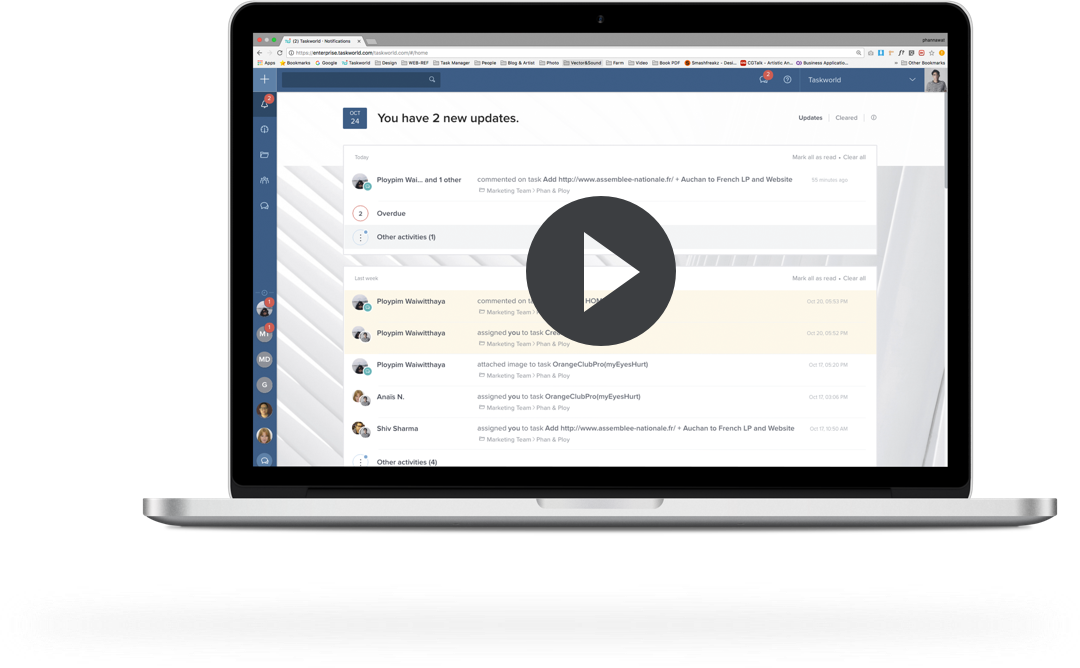 pharnawat
(2) Taskworld · Notifications
https://enterprise.taskworld.com/taskworld.com/#/home
Apps Bookmarks Google Taskworld Design WEB-REF Task Manager People Blog & Artist Photo Vector&Sound Farm Video Book PDF Smashfreakz - Desi... CGTalk - Artistic An... Business Applicatio... » Other Bookmarks
2 Taskworld
2
OCT
24
You have 2 new updates.
Updates Cleared
Today
Mark all as read • Clear all
Ploypim Wai... and 1 other commented on task Add http://www.assemblee-nationale.fr/ + Auchan to French LP and Website 55 minutes ago
Marketing Team > Phan & Ploy
2 Overdue
Other activities (1)
Last week
Mark all as read • Clear all
Ploypim Waiwitthaya commented on Oct 20, 05:53 PM
Marketing Team >
Ploypim Waiwitthaya assigned you to task Oct 20, 05:52 PM
Marketing Team > Phan & Ploy
Ploypim Waiwitthaya attached image to task OrangeClubPro(myEyesHurt) Oct 17, 05:20 PM
Marketing Team > Phan & Ploy
Anaïs N. assigned you to task OrangeClubPro(myEyesHurt) Oct 17, 03:06 PM
Marketing Team > Phan & Ploy
Shiv Sharma assigned you to task Add http://www.assemblee-nationale.fr/ + Auchan to French LP and Website Oct 17, 10:50 AM
Marketing Team > Phan & Ploy
Other activities (4)
1
1
MD
G